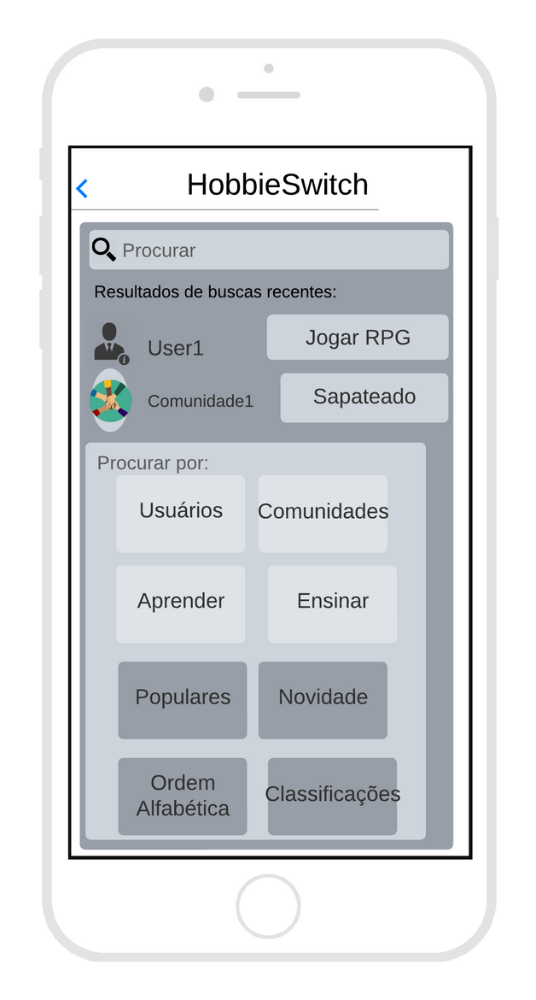 HobbieSwitch
Procurar
Resultados de buscas recentes:
User1
Jogar RPG
Comunidade1
Sapateado
Procurar por:
Usuários
Comunidades
Aprender
Ensinar
Populares
Novidade
Ordem
Alfabética
Classificações